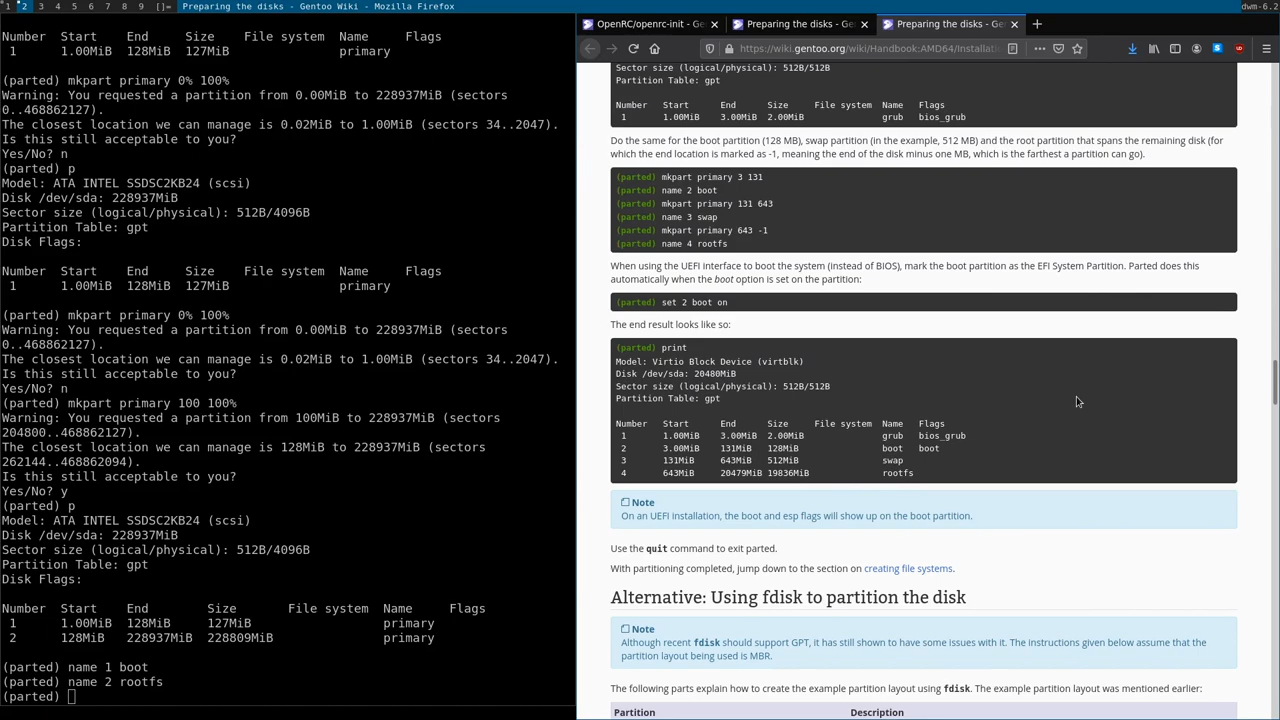 1 2 3 4 5 6 7 8 9 []= Preparing the disks - Gentoo Wiki - Mozilla Firefox
dwm-6.2
Number Start End Size File system Name Flags
1 1.00MiB 128MiB 127MiB primary
(parted) mkpart primary 0% 100%
Warning: You requested a partition from 0.00MiB to 228937MiB (sectors
0..468862127).
The closest location we can manage is 0.02MiB to 1.00MiB (sectors 34..2047).
Is this still acceptable to you?
Yes/No? n
(parted) p
Model: ATA INTEL SSDSC2KB24 (scsi)
Disk /dev/sda: 228937MiB
Sector size (logical/physical): 512B/4096B
Partition Table: gpt
Disk Flags:
Number Start End Size File system Name Flags
1 1.00MiB 128MiB 127MiB primary
(parted) mkpart primary 0% 100%
Warning: You requested a partition from 0.00MiB to 228937MiB (sectors
0..468862127).
The closest location we can manage is 0.02MiB to 1.00MiB (sectors 34..2047).
Is this still acceptable to you?
Yes/No? n
(parted) mkpart primary 100 100%
Warning: You requested a partition from 100MiB to 228937MiB (sectors
204800..468862127).
The closest location we can manage is 128MiB to 228937MiB (sectors
262144..468862094).
Is this still acceptable to you?
Yes/No? y
(parted) p
Model: ATA INTEL SSDSC2KB24 (scsi)
Disk /dev/sda: 228937MiB
Sector size (logical/physical): 512B/4096B
Partition Table: gpt
Disk Flags:
Number Start End Size File system Name Flags
1 1.00MiB 128MiB 127MiB primary
2 128MiB 228937MiB 228809MiB primary
(parted) name 1 boot
(parted) name 2 rootfs
(parted)
OpenRC/openrc-init - Ge
Preparing the disks - Ge
Preparing the disks - Ge
https://wiki.gentoo.org/wiki/Handbook:AMD64/Installati
Sector size (logical/physical): 512B/512B
Partition Table: gpt
Number Start End Size File system Name Flags
1 1.00MiB 3.00MiB 2.00MiB grub bios_grub
Do the same for the boot partition (128 MB), swap partition (in the example, 512 MB) and the root partition that spans the remaining disk (for
which the end location is marked as -1, meaning the end of the disk minus one MB, which is the farthest a partition can go).
(parted) mkpart primary 3 131
(parted) name 2 boot
(parted) mkpart primary 131 643
(parted) name 3 swap
(parted) mkpart primary 643 -1
(parted) name 4 rootfs
When using the UEFI interface to boot the system (instead of BIOS), mark the boot partition as the EFI System Partition. Parted does this
automatically when the boot option is set on the partition:
(parted) set 2 boot on
The end result looks like so:
(parted) print
Model: Virtio Block Device (virtblk)
Disk /dev/sda: 20480MiB
Sector size (logical/physical): 512B/512B
Partition Table: gpt
Number Start End Size File system Name Flags
1 1.00MiB 3.00MiB 2.00MiB grub bios_grub
2 3.00MiB 131MiB 128MiB boot boot
3 131MiB 643MiB 512MiB swap
4 643MiB 20479MiB 19836MiB rootfs
Note
On an UEFI installation, the boot and esp flags will show up on the boot partition.
Use the quit command to exit parted.
With partitioning completed, jump down to the section on creating file systems.
Alternative: Using fdisk to partition the disk
Note
Although recent fdisk should support GPT, it has still shown to have some issues with it. The instructions given below assume that the
partition layout being used is MBR.
The following parts explain how to create the example partition layout using fdisk. The example partition layout was mentioned earlier:
Partition Description